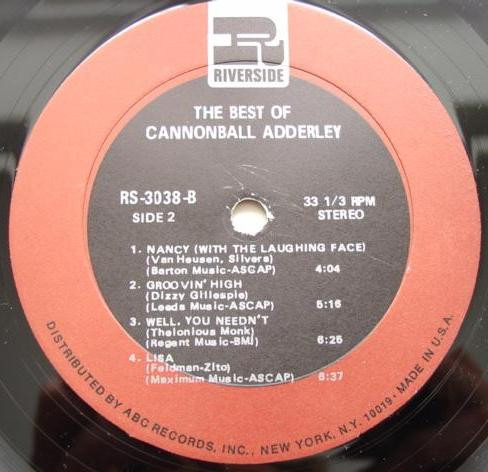 RIVERSIDE
THE BEST OF
CANNONBALL ADDERLEY
RS-3038-B
SIDE 2
33 1/3 RPM
STEREO
1. NANCY (WITH THE LAUGHING FACE)
(Van Heusen, Silvers)
(Barton Music-ASCAP) 4:04
2. GROOVIN' HIGH
(Dizzy Gillespie)
(Leeds Music-ASCAP) 5:16
3. WELL, YOU NEEDN'T
(Thelonious Monk)
(Regent Music-BMI) 6:25
4. LISA
(Feldman-Zito)
(Maximum Music-ASCAP) 6:37
DISTRIBUTED BY ABC RECORDS, INC., NEW YORK, N.Y. 10019 • MADE IN U.S.A.